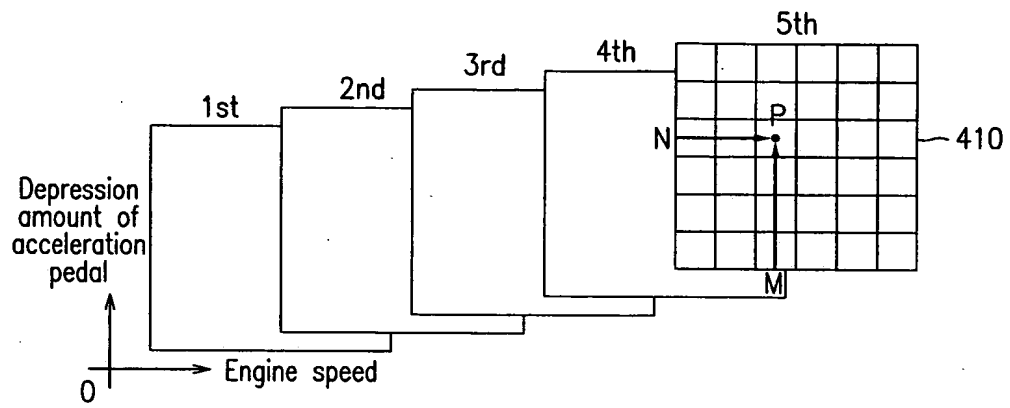 5th
4th
3rd
2nd
1st
P
N
410
Depression
amount of
acceleration
pedal
M
Engine speed
0